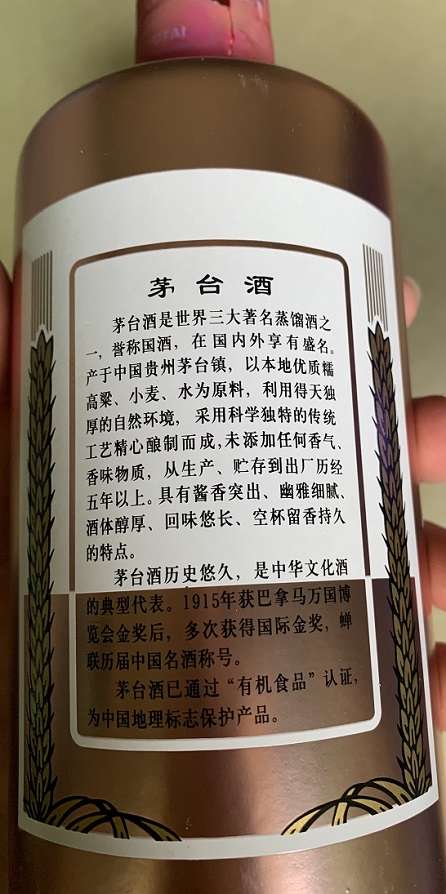 茅台酒
茅台酒是世界三大著名蒸馏酒之
一，誉称国酒，在国内外享有盛名。
产于中国贵州茅台镇，以本地优质糯
高粱、小麦、水为原料，利用得天独
厚的自然环境，采用科学独特的传统
工艺精心酿制而成，未添加任何香气、
香味物质，从生产、贮存到出厂历经
五年以上。具有酱香突出、幽雅细腻、
酒体醇厚、回味悠长、空杯留香持久
的特点。
茅台酒历史悠久，是中华文化酒
的典型代表。1915年获巴拿马万国博
览会金奖后，多次获得国际金奖，蝉
联历届中国名酒称号。
茅台酒已通过“有机食品”认证，
为中国地理标志保护产品。